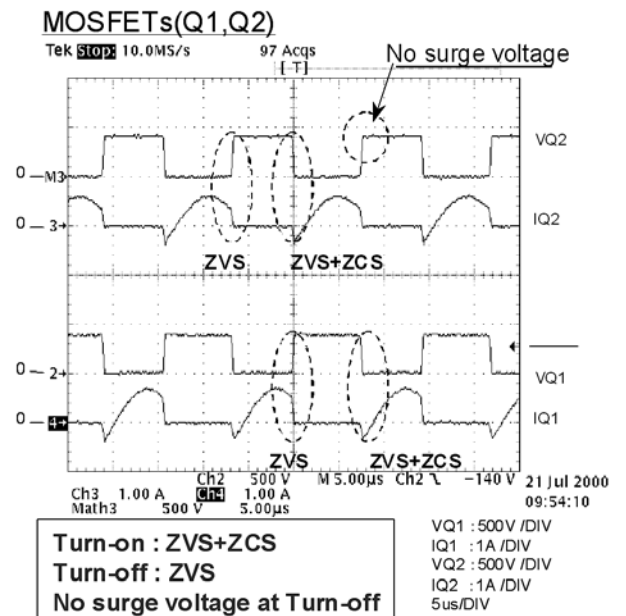 MOSFETs(Q1,Q2)
Tek Stop: 10.0MS/s 97 Acqs
[ T ]
No surge voltage
VQ2
0 M3
IQ2
0 3
ZVS ZVS+ZCS
0 2
VQ1
0 4
IQ1
ZVS ZVS+ZCS
Ch2 500 V M 5.00µs Ch2 -140 V
Ch3 1.00 A Ch4 1.00 A
Math3 500 V 5.00µs
21 Jul 2000
09:54:10
Turn-on : ZVS+ZCS
Turn-off : ZVS
No surge voltage at Turn-off
VQ1 : 500V /DIV
IQ1 : 1A /DIV
VQ2 : 500V /DIV
IQ2 : 1A /DIV
5us/DIV